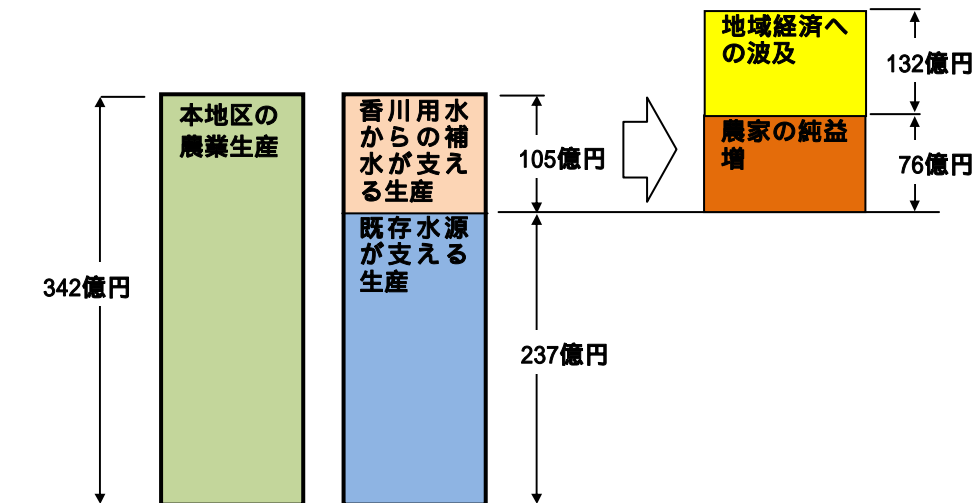 本地区の
農業生産
342億円
香川用水
からの補
水が支え
る生産
105億円
既存水源
が支える
生産
237億円
地域経済へ
の波及
132億円
農家の純益
増
76億円